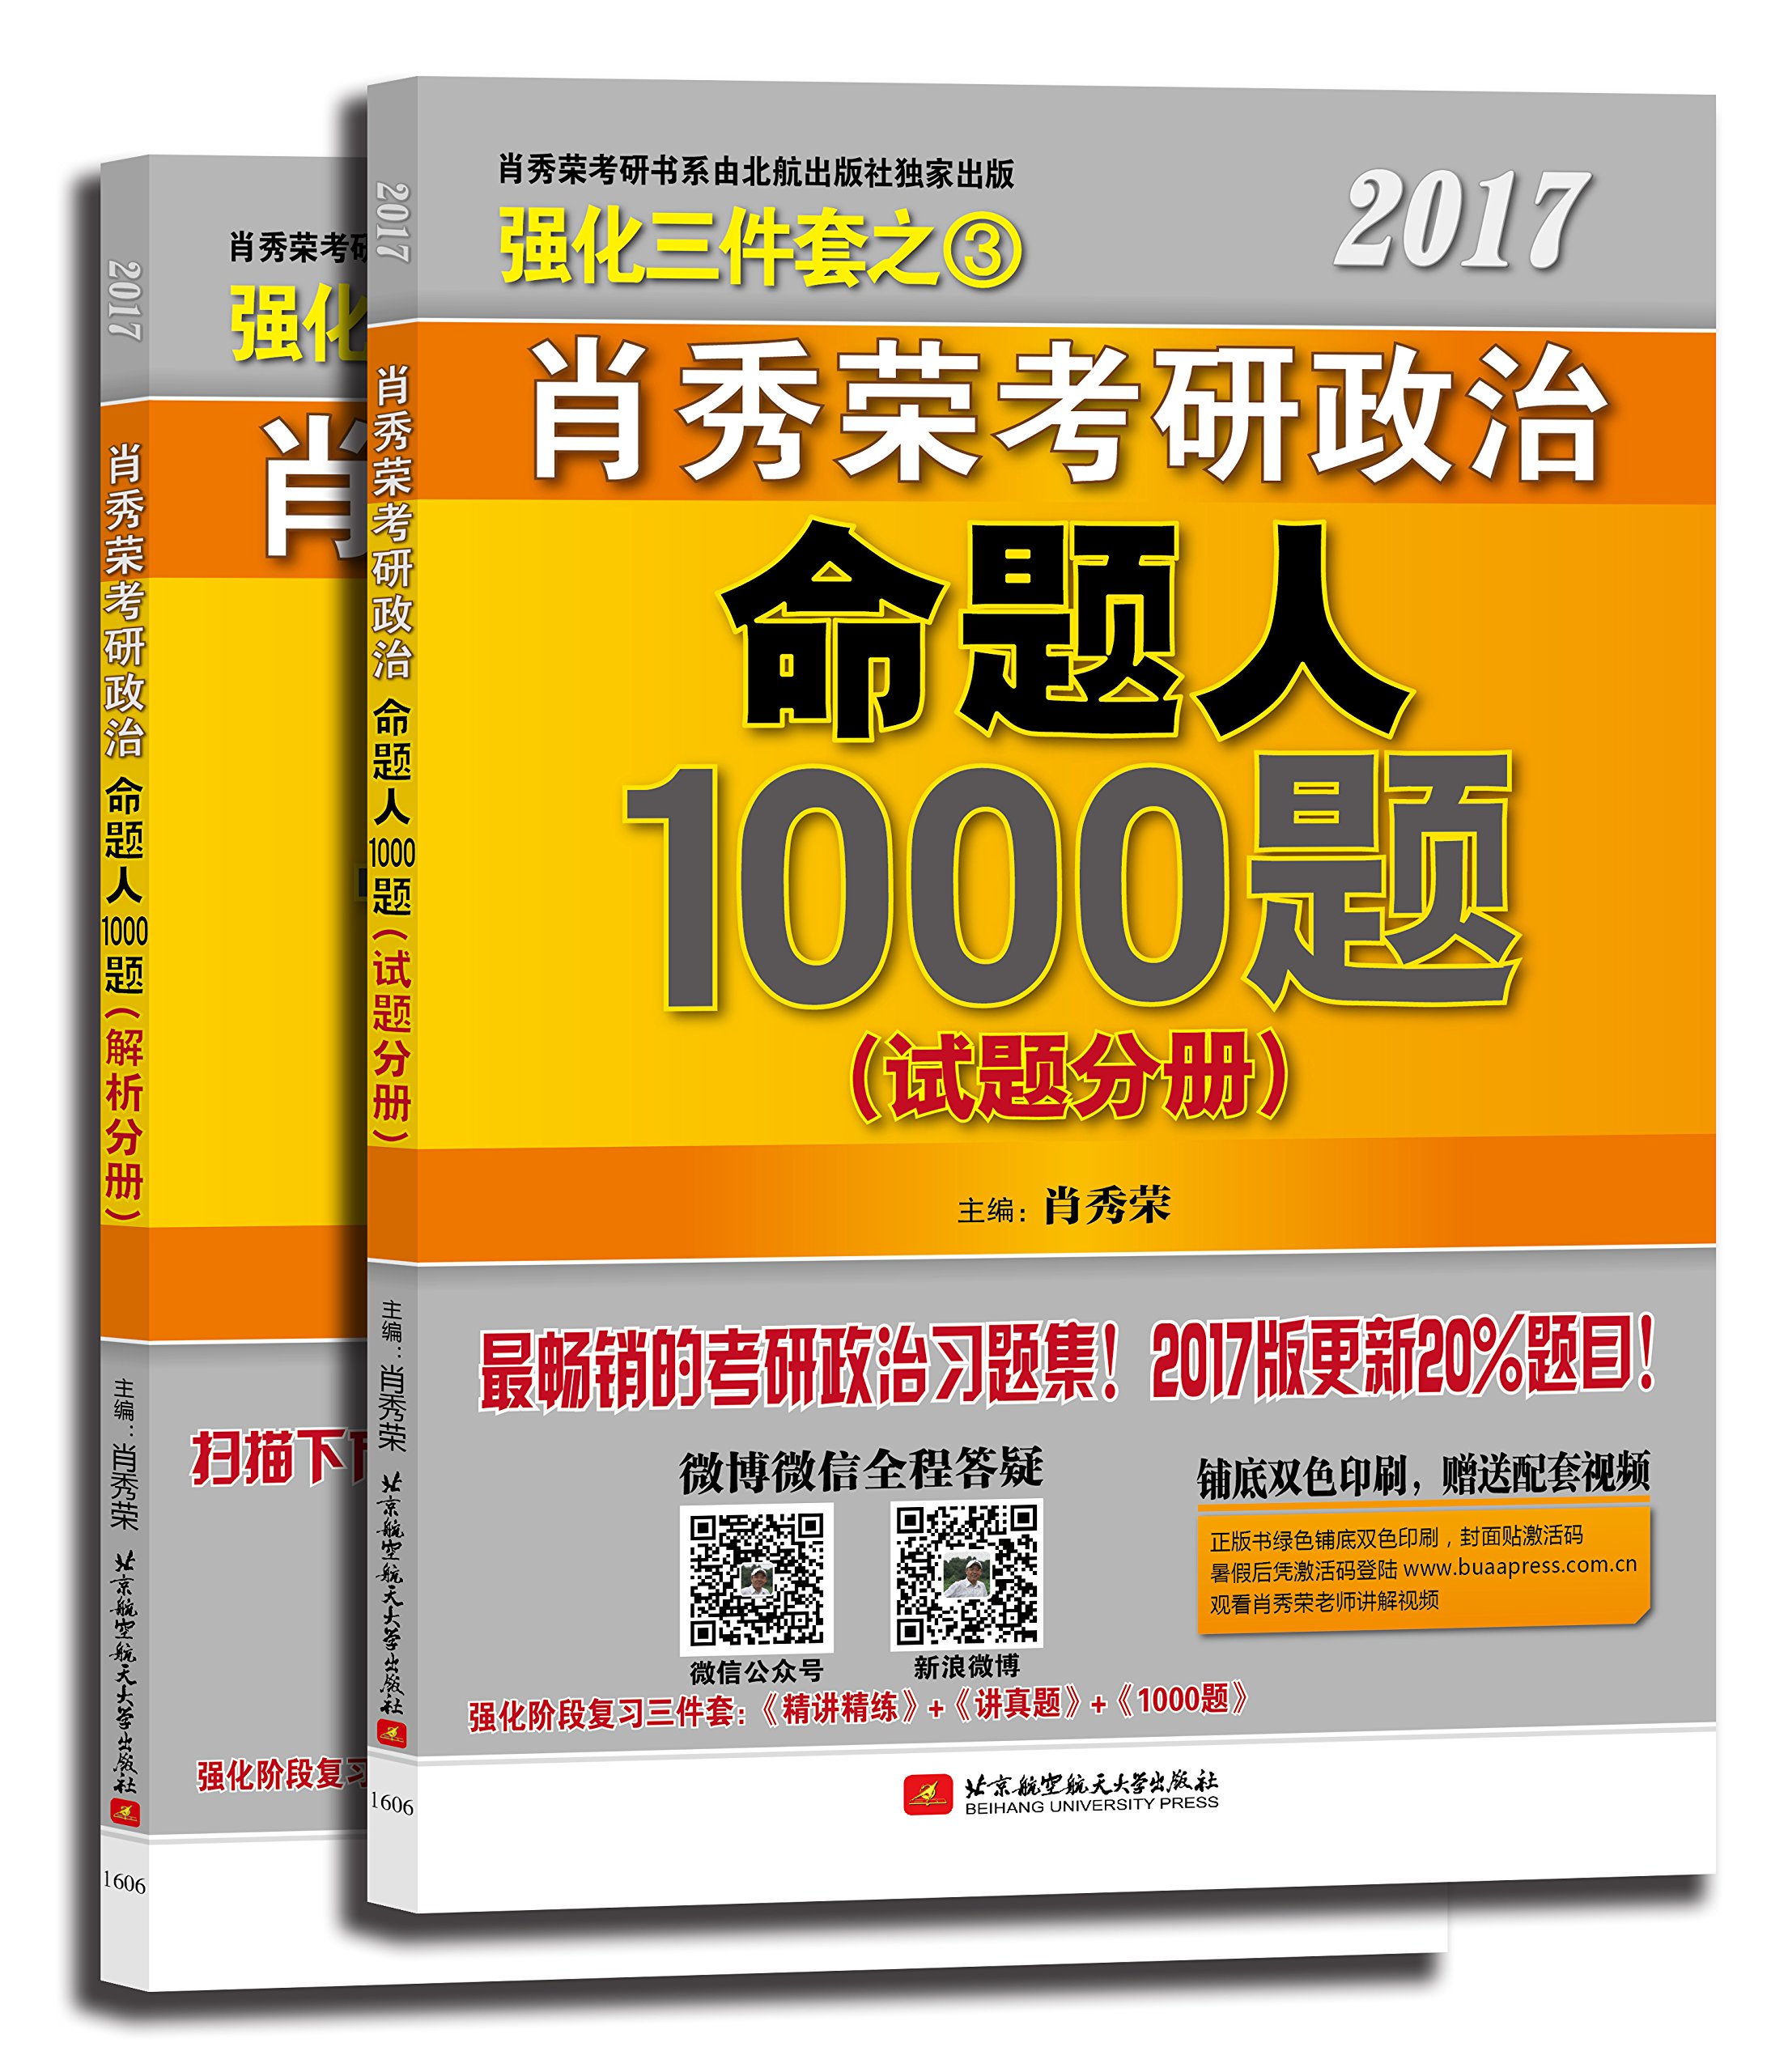 肖秀荣考研书系由北航出版社独家出版
强化三件套之③
2017
肖秀荣考研政治
命题人
1000题
(试题分册)
主编：肖秀荣
最畅销的考研政治习题集！2017版更新20%题目！
微博微信全程答疑
微信公众号
新浪微博
铺底双色印刷，赠送配套视频
正版书绿色铺底双色印刷，封面贴激活码
暑假后凭激活码登陆 www.buaapress.com.cn
观看肖秀荣老师讲解视频
强化阶段复习三件套：《精讲精练》+《讲真题》+《1000题》
北京航空航天大学出版社
BEIHANG UNIVERSITY PRESS
2017
肖秀荣考研政治 命题人1000题(试题分册)
主编：肖秀荣
北京航空航天大学出版社
1606
2017
肖秀荣考研政治 命题人1000题(解析分册)
主编：肖秀荣
北京航空航天大学出版社
1606
肖秀荣考
强化
肖
扫描下
强化阶段复